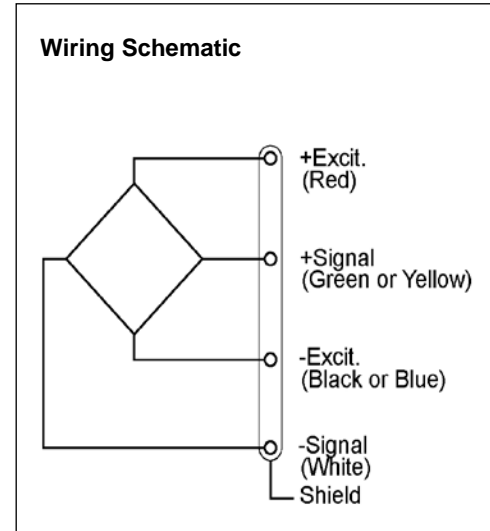 Wiring Schematic
+Excit.
(Red)
+Signal
(Green or Yellow)
-Excit.
(Black or Blue)
-Signal
(White)
Shield